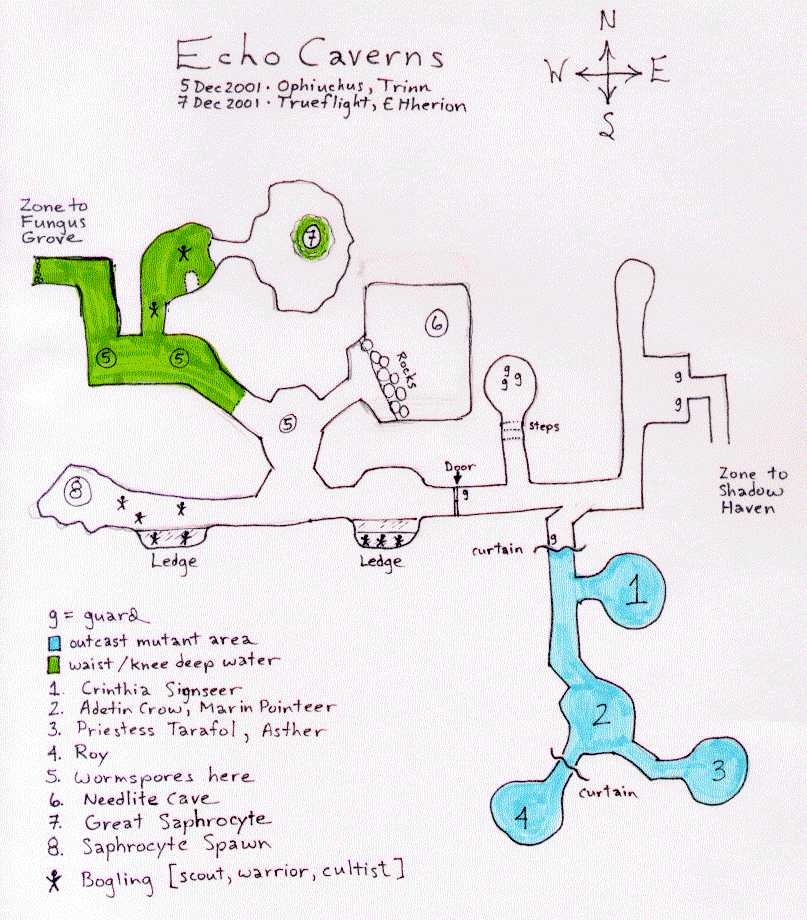 Echo Caverns
5 Dec 2001 · Ophiuchus, Trinn
7 Dec 2001 · Trueflight, EHherion
N
W E
S
Zone to
Fungus
Grove
7
6
Rocks
5 5
5
g
g g
steps
g
g
Door
g
8
Zone to
Shadow
Haven
Ledge
Ledge
curtain
g
1
2
3
curtain
4
g = guard
outcast mutant area
waist/knee deep water
1. Crinthia Signseer
2. Adetin Crow, Marin Pointeer
3. Priestess Tarafol, Asther
4. Roy
5. Wormspores here
6. Needlite Cave
7. Great Saphrocyte
8. Saphrocyte Spawn
Bogling [scout, warrior, cultist]